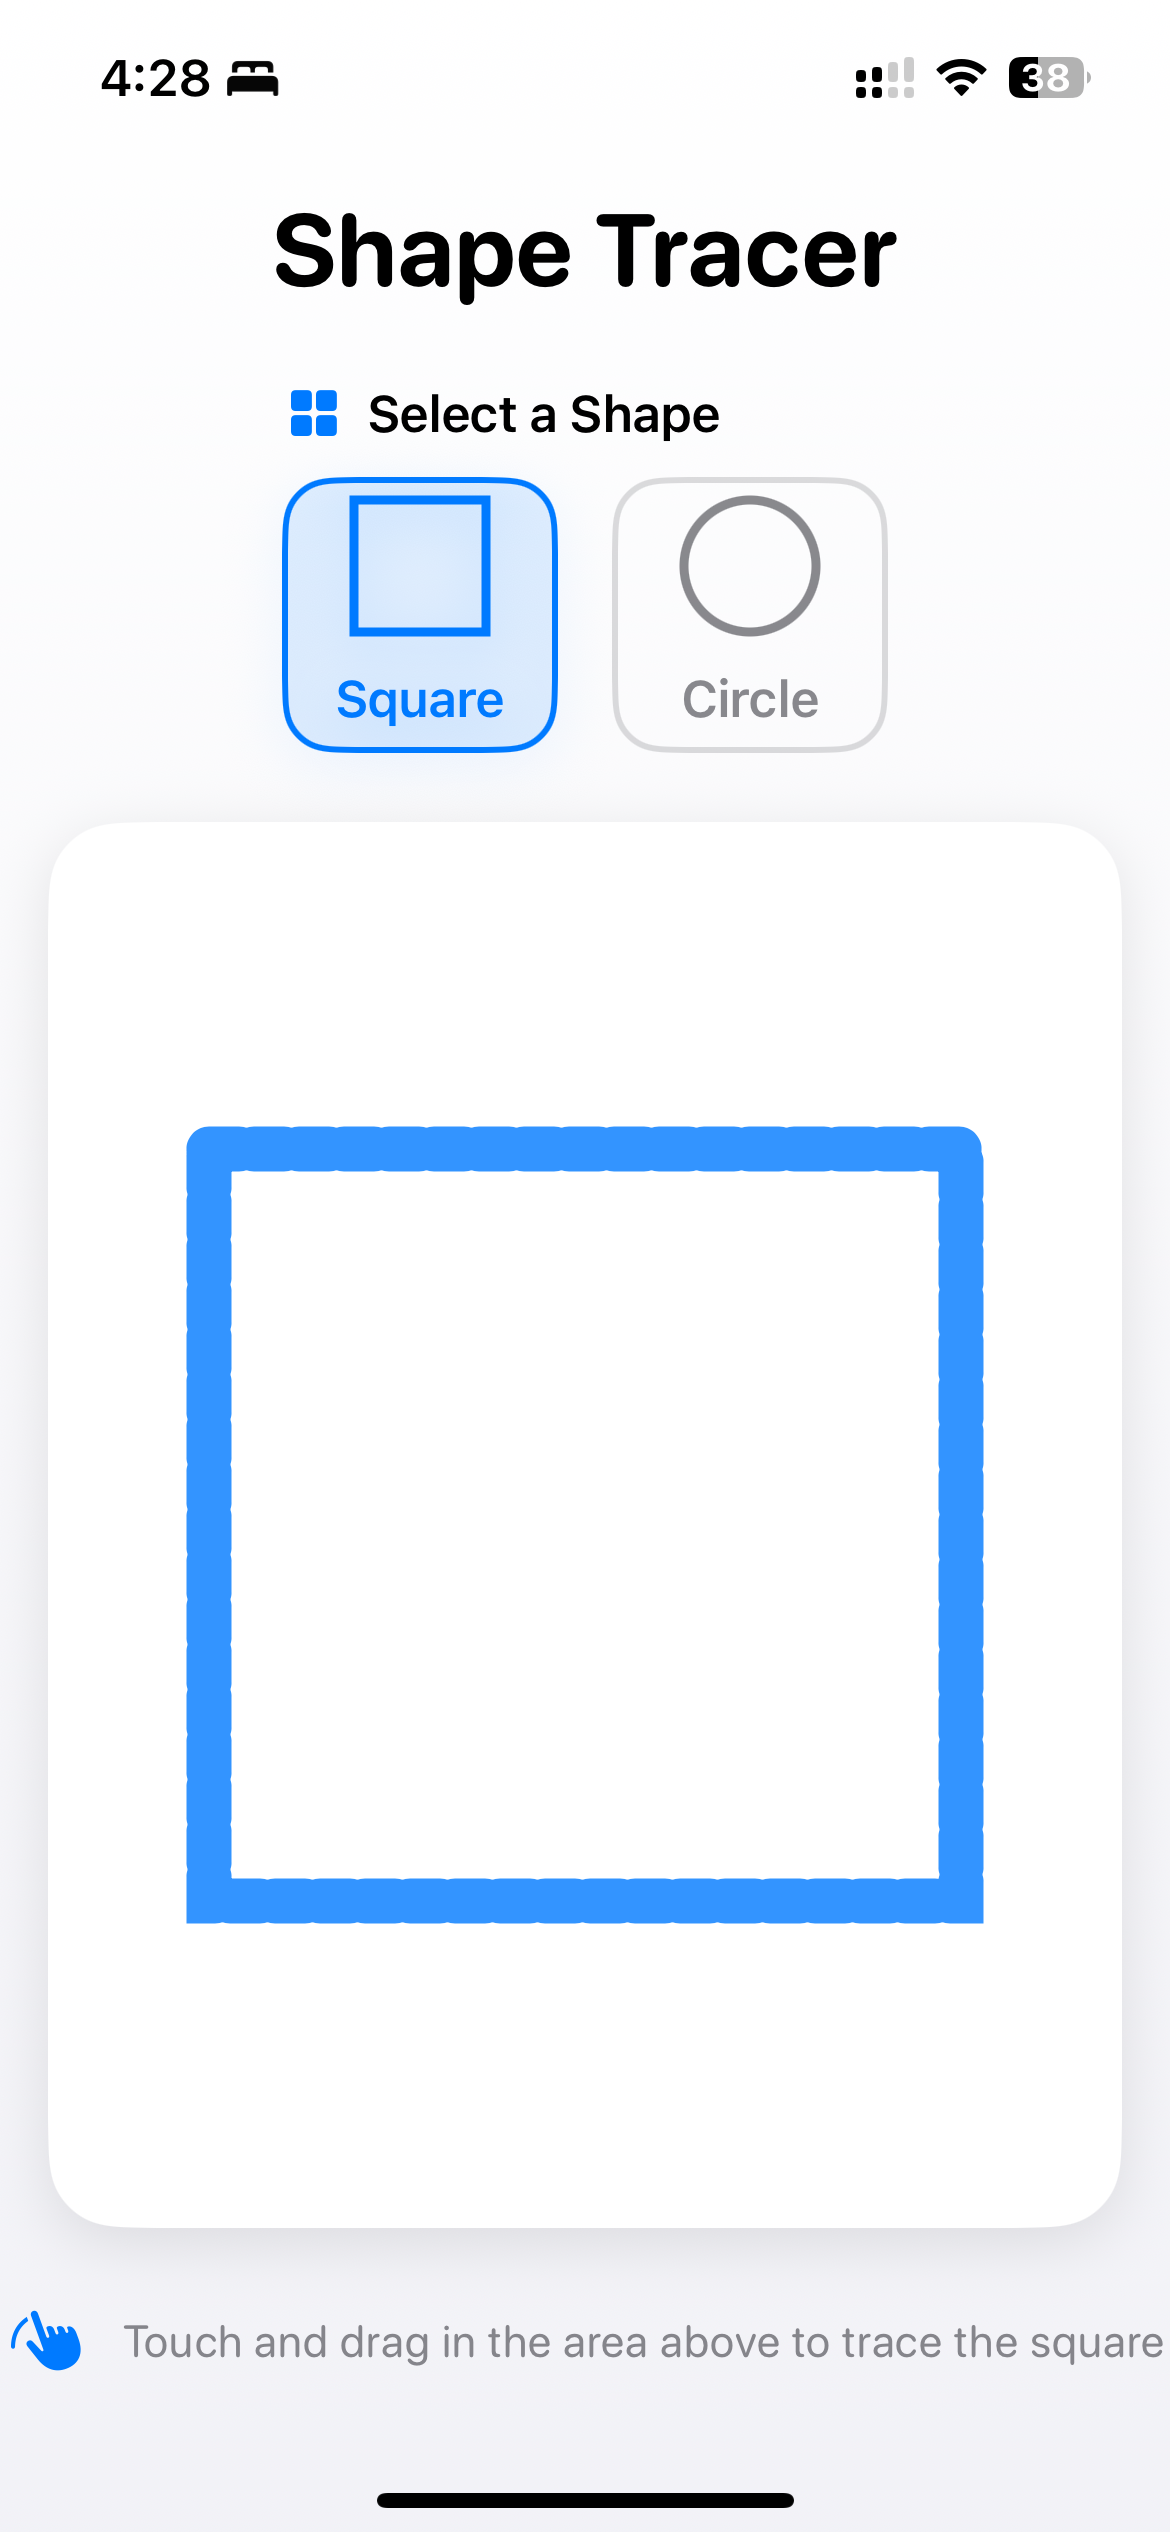 4:28
38
Shape Tracer
Select a Shape
Square
Circle
Touch and drag in the area above to trace the square